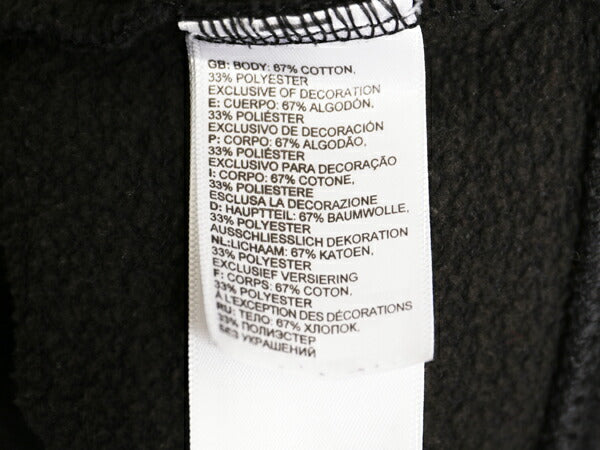 GB: BODY: 67% COTTON,
33% POLYESTER
EXCLUSIVE OF DECORATION
E: CUERPO: 67% ALGODÓN,
33% POLIÉSTER
EXCLUSIVO DE DECORACIÓN
P: CORPO: 67% ALGODÃO,
33% POLIÉSTER
EXCLUSIVO PARA DECORAÇÃO
I: CORPO: 67% COTONE,
33% POLIESTERE
ESCLUSA LA DECORAZIONE
D: HAUPTTEIL: 67% BAUMWOLLE,
33% POLYESTER
AUSSCHLIESSLICH DEKORATION
NL:LICHAAM: 67% KATOEN,
33% POLYESTER
EXCLUSIEF VERSIERING
F: CORPS: 67% COTON,
33% POLYESTER
À L'EXCEPTION DES DÉCORATIONS
RU: ТЕЛО: 67% ХЛОПОК,
33% ПОЛИЭСТЕР
БЕЗ УКРАШЕНИЙ